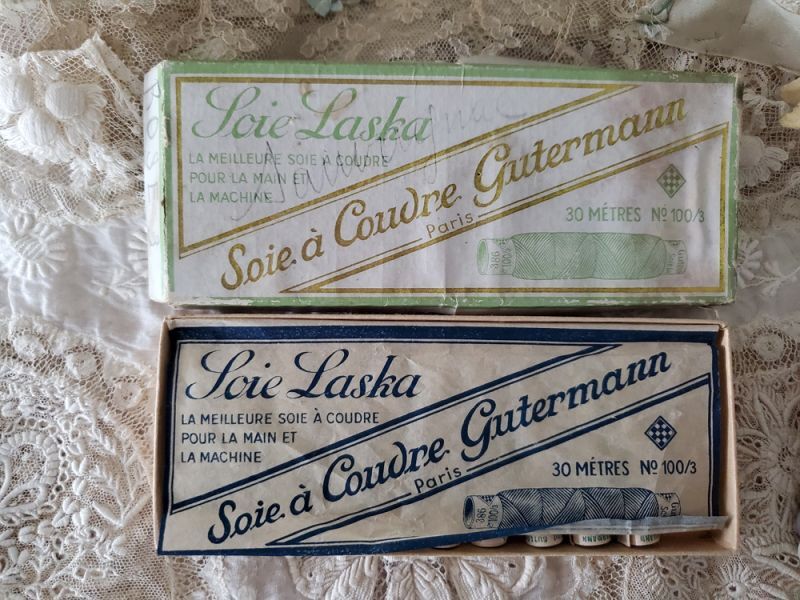 Soie Laska
LA MEILLEURE SOIE À COUDRE
POUR LA MAIN ET
LA MACHINE
Soie à Coudre Gutermann
Paris
30 MÉTRES Nº 100/3
386
Soie Laska
LA MEILLEURE SOIE À COUDRE
POUR LA MAIN ET
LA MACHINE
Soie à Coudre Gutermann
Paris
30 MÉTRES Nº 100/3
386